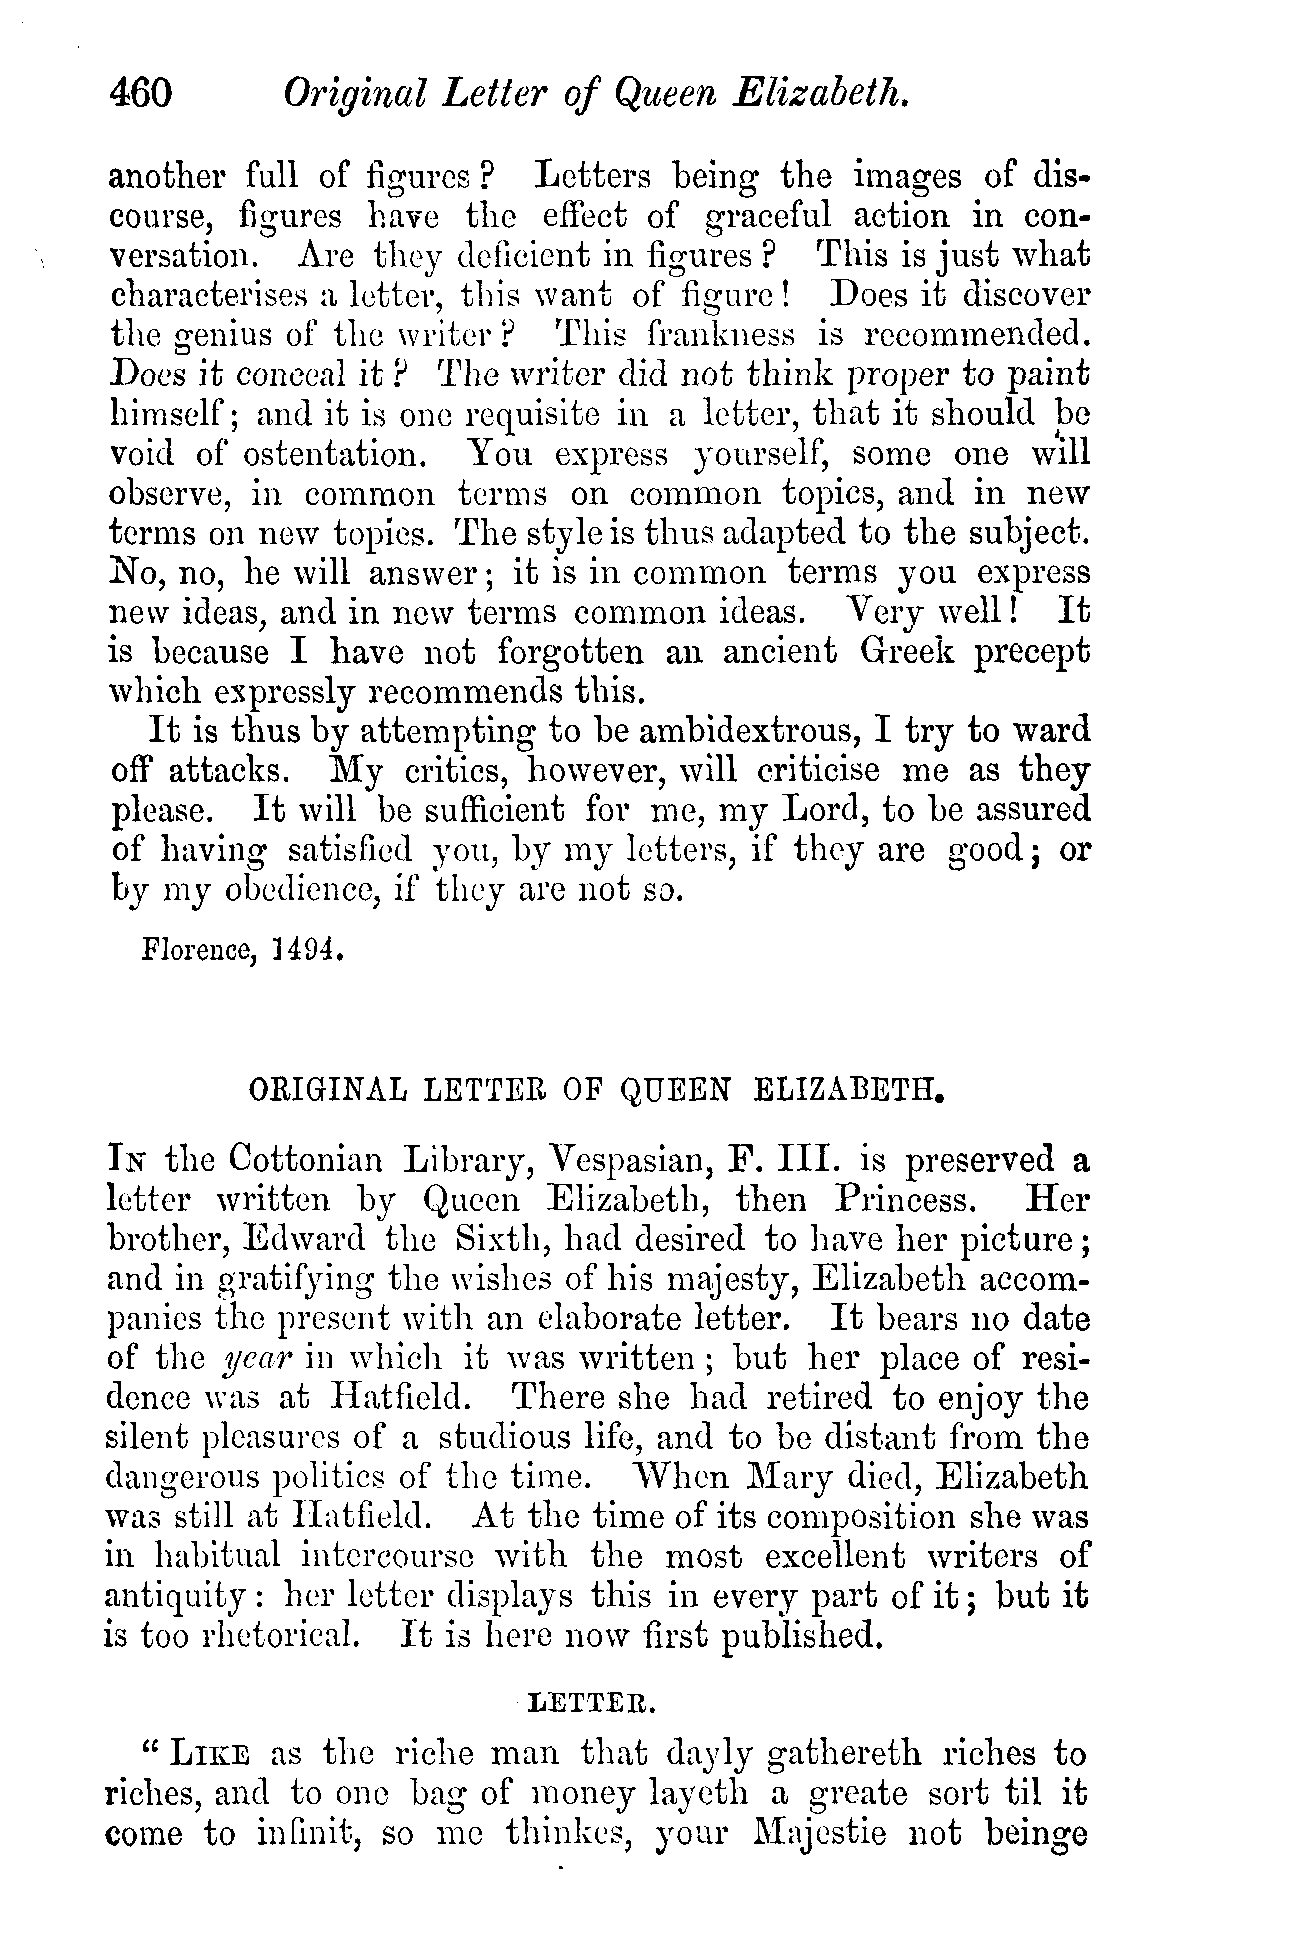 460 Original Letter of Queen Elizabeth.
another full of figures? Letters being the images of dis-
course, figures have the effect of graceful action in con-
versation. Are they deficient in figures? This is just what
characterises a letter, this want of figure! Does it discover
the genius of the writer? This frankness is recommended.
Does it conceal it? The writer did not think proper to paint
himself; and it is one requisite in a letter, that it should be
void of ostentation. You express yourself, some one will
observe, in common terms on common topics, and in new
terms on new topics. The style is thus adapted to the subject.
No, no, he will answer; it is in common terms you express
new ideas, and in new terms common ideas. Very well! It
is because I have not forgotten an ancient Greek precept
which expressly recommends this.
It is thus by attempting to be ambidextrous, I try to ward
off attacks. My critics, however, will criticise me as they
please. It will be sufficient for me, my Lord, to be assured
of having satisfied you, by my letters, if they are good; or
by my obedience, if they are not so.
Florence, 1494.
ORIGINAL LETTER OF QUEEN ELIZABETH.
IN the Cottonian Library, Vespasian, F. III. is preserved a
letter written by Queen Elizabeth, then Princess. Her
brother, Edward the Sixth, had desired to have her picture;
and in gratifying the wishes of his majesty, Elizabeth accom-
panies the present with an elaborate letter. It bears no date
of the year in which it was written; but her place of resi-
dence was at Hatfield. There she had retired to enjoy the
silent pleasures of a studious life, and to be distant from the
dangerous politics of the time. When Mary died, Elizabeth
was still at Hatfield. At the time of its composition she was
in habitual intercourse with the most excellent writers of
antiquity: her letter displays this in every part of it; but it
is too rhetorical. It is here now first published.
LETTER.
“LIKE as the riche man that dayly gathereth riches to
riches, and to one bag of money layeth a greate sort til it
come to infinit, so me thinkes, your Majestie not beinge